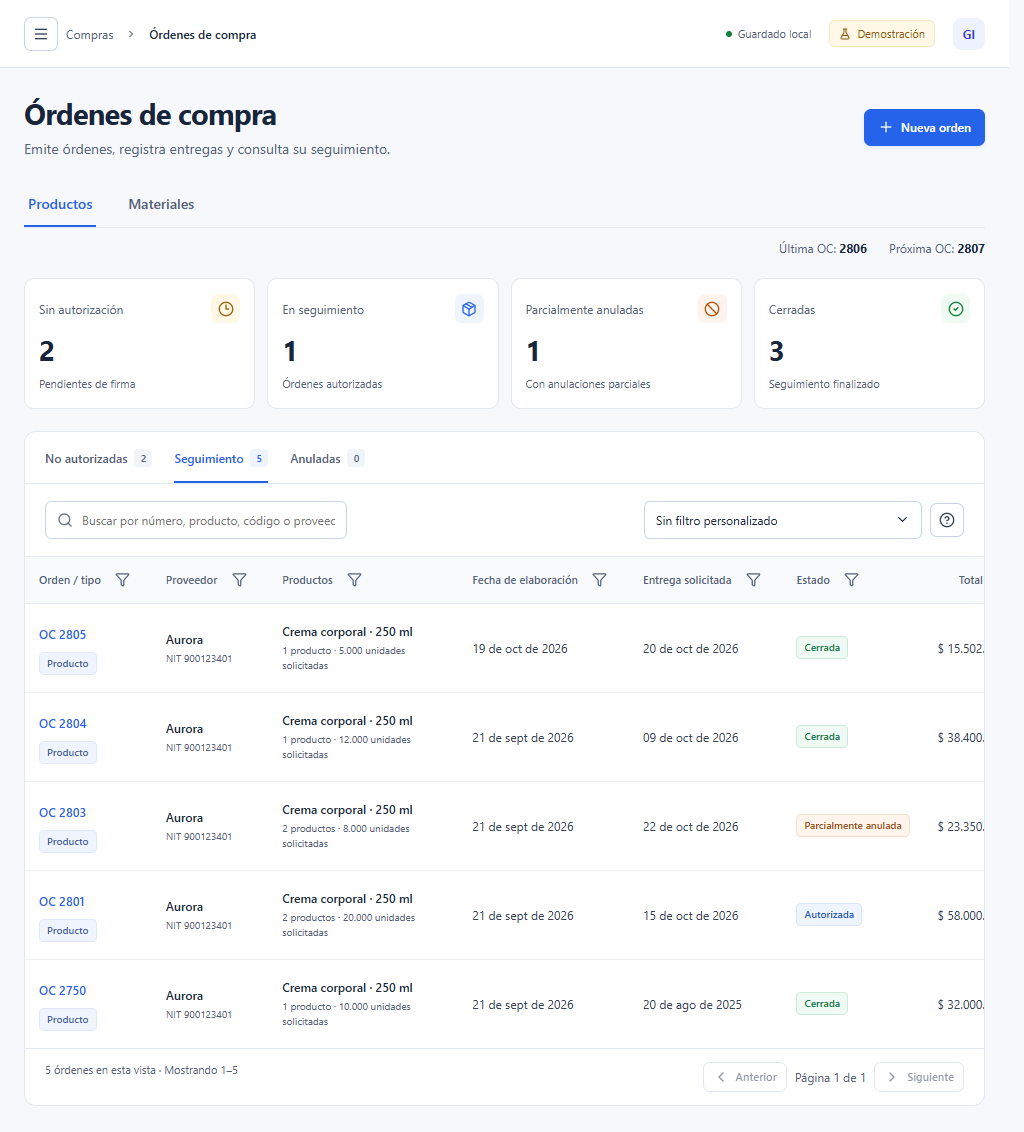 Compras > Órdenes de compra
Guardado local
Demostración
GI
Órdenes de compra
Emite órdenes, registra entregas y consulta su seguimiento.
+ Nueva orden
Productos
Materiales
Última OC: 2806
Próxima OC: 2807
Sin autorización
2
Pendientes de firma
En seguimiento
1
Órdenes autorizadas
Parcialmente anuladas
1
Con anulaciones parciales
Cerradas
3
Seguimiento finalizado
No autorizadas 2
Seguimiento 5
Anuladas 0
Buscar por número, producto, código o proveec
Sin filtro personalizado
Orden / tipo
Proveedor
Productos
Fecha de elaboración
Entrega solicitada
Estado
Total
OC 2805
Producto
Aurora
NIT 900123401
Crema corporal · 250 ml
1 producto · 5.000 unidades
solicitadas
19 de oct de 2026
20 de oct de 2026
Cerrada
$ 15.502.
OC 2804
Producto
Aurora
NIT 900123401
Crema corporal · 250 ml
1 producto · 12.000 unidades
solicitadas
21 de sept de 2026
09 de oct de 2026
Cerrada
$ 38.400.
OC 2803
Producto
Aurora
NIT 900123401
Crema corporal · 250 ml
2 productos · 8.000 unidades
solicitadas
21 de sept de 2026
22 de oct de 2026
Parcialmente anulada
$ 23.350.
OC 2801
Producto
Aurora
NIT 900123401
Crema corporal · 250 ml
2 productos · 20.000 unidades
solicitadas
21 de sept de 2026
15 de oct de 2026
Autorizada
$ 58.000.
OC 2750
Producto
Aurora
NIT 900123401
Crema corporal · 250 ml
1 producto · 10.000 unidades
solicitadas
21 de sept de 2026
20 de ago de 2025
Cerrada
$ 32.000.
5 órdenes en esta vista · Mostrando 1–5
Anterior
Página 1 de 1
Siguiente